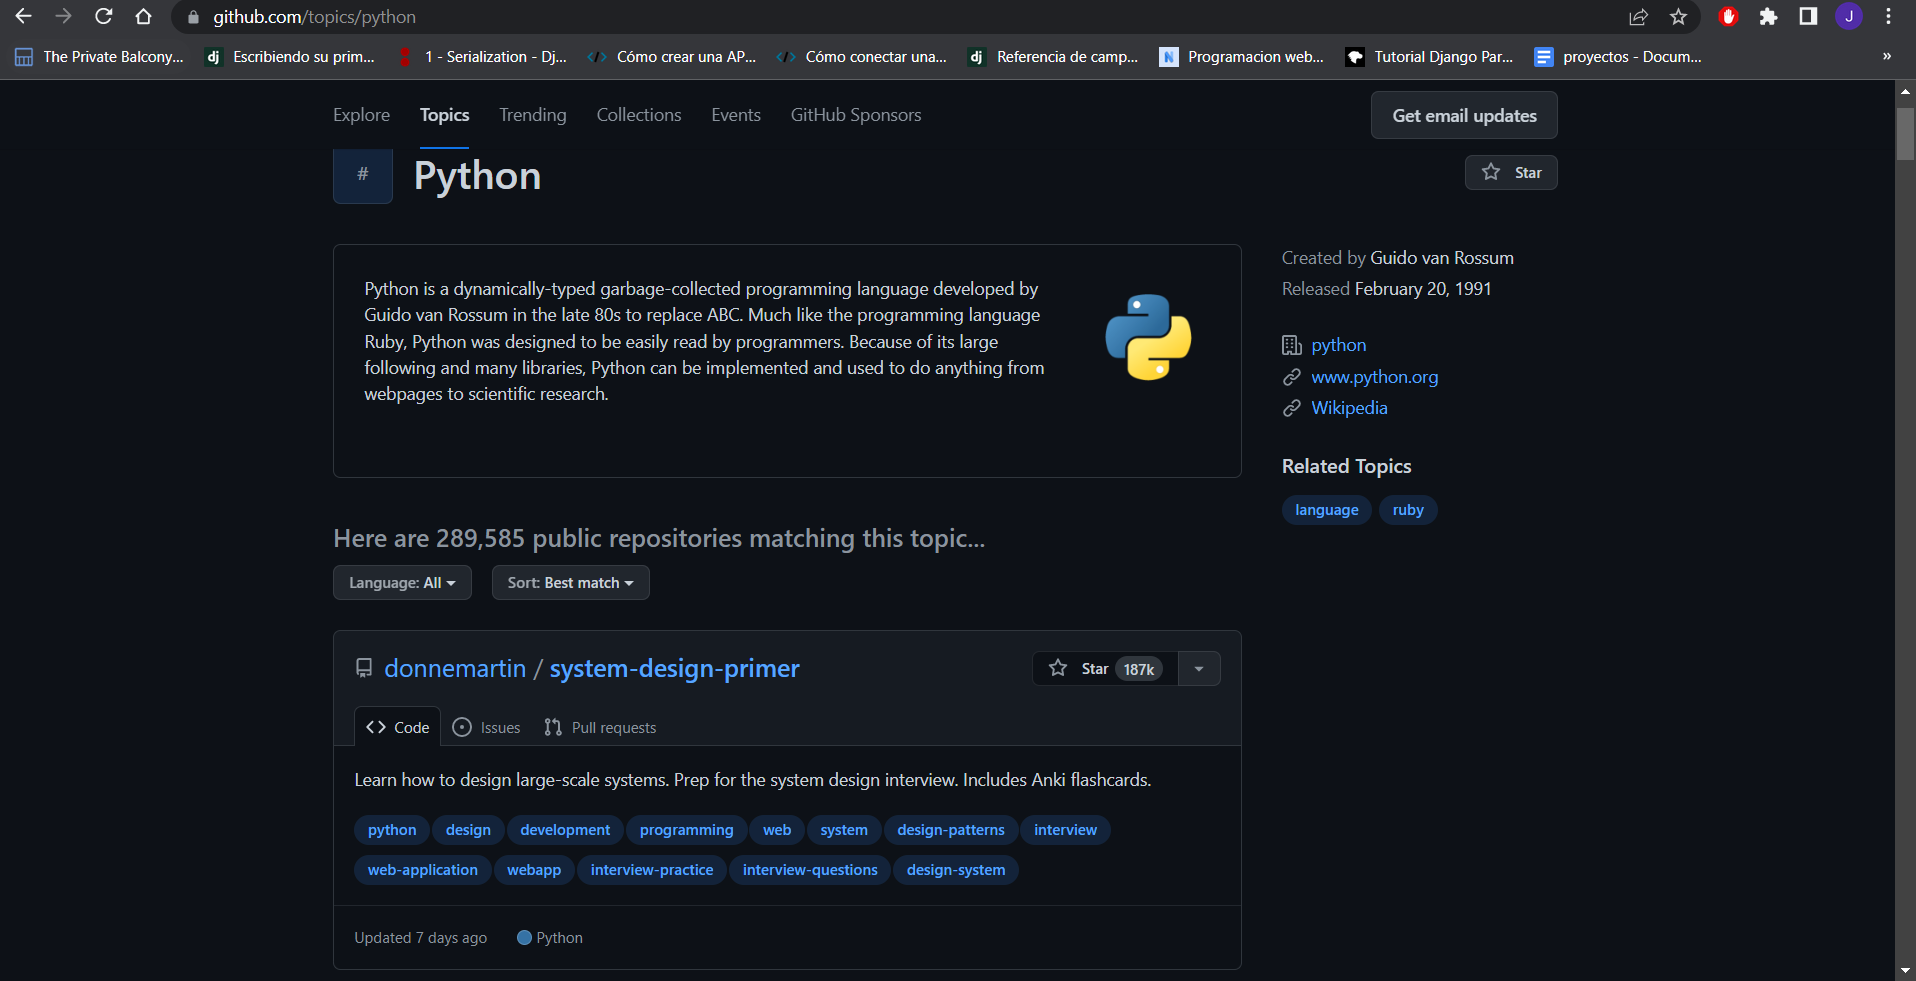 github.com/topics/python
The Private Balcony... dj Escribiendo su prim... 1 - Serialization - Dj... Cómo crear una AP... Cómo conectar una... dj Referencia de camp... N Programacion web... Tutorial Django Par... proyectos - Docum... »
J
Explore Topics Trending Collections Events GitHub Sponsors
Get email updates
# Python
Star
Python is a dynamically-typed garbage-collected programming language developed by
Guido van Rossum in the late 80s to replace ABC. Much like the programming language
Ruby, Python was designed to be easily read by programmers. Because of its large
following and many libraries, Python can be implemented and used to do anything from
webpages to scientific research.
Created by Guido van Rossum
Released February 20, 1991
python
www.python.org
Wikipedia
Related Topics
language ruby
Here are 289,585 public repositories matching this topic...
Language: All Sort: Best match
donnemartin / system-design-primer
Star 187k
Code Issues Pull requests
Learn how to design large-scale systems. Prep for the system design interview. Includes Anki flashcards.
python design development programming web system design-patterns interview
web-application webapp interview-practice interview-questions design-system
Updated 7 days ago Python